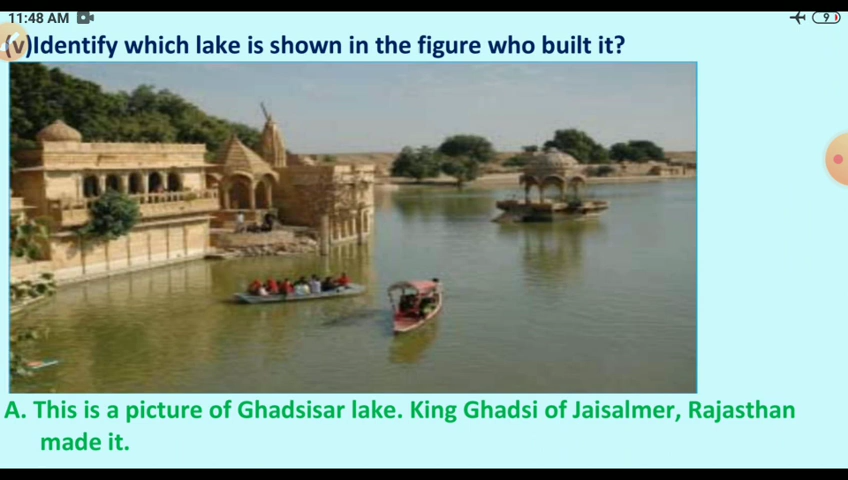 11:48 AM
9
(v)Identify which lake is shown in the figure who built it?
A. This is a picture of Ghadsisar lake. King Ghadsi of Jaisalmer, Rajasthan
made it.